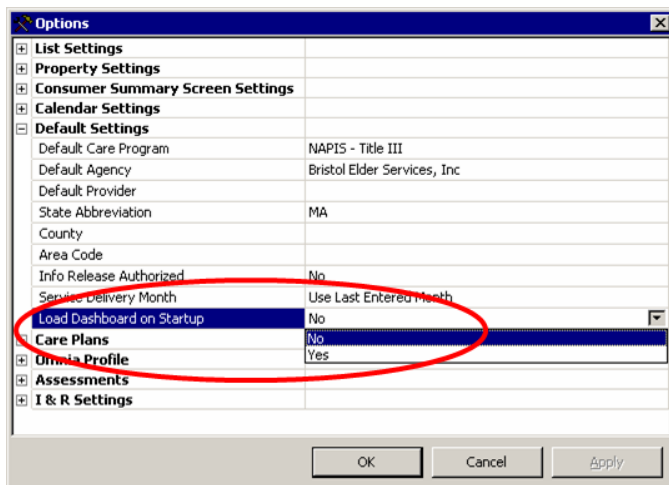 Options
List Settings
Property Settings
Consumer Summary Screen Settings
Calendar Settings
Default Settings
Default Care Program NAPIS - Title III
Default Agency Bristol Elder Services, Inc
Default Provider
State Abbreviation MA
County
Area Code
Info Release Authorized No
Service Delivery Month Use Last Entered Month
Load Dashboard on Startup No
Care Plans No
Omnia Profile Yes
Assessments
I & R Settings
OK Cancel Apply